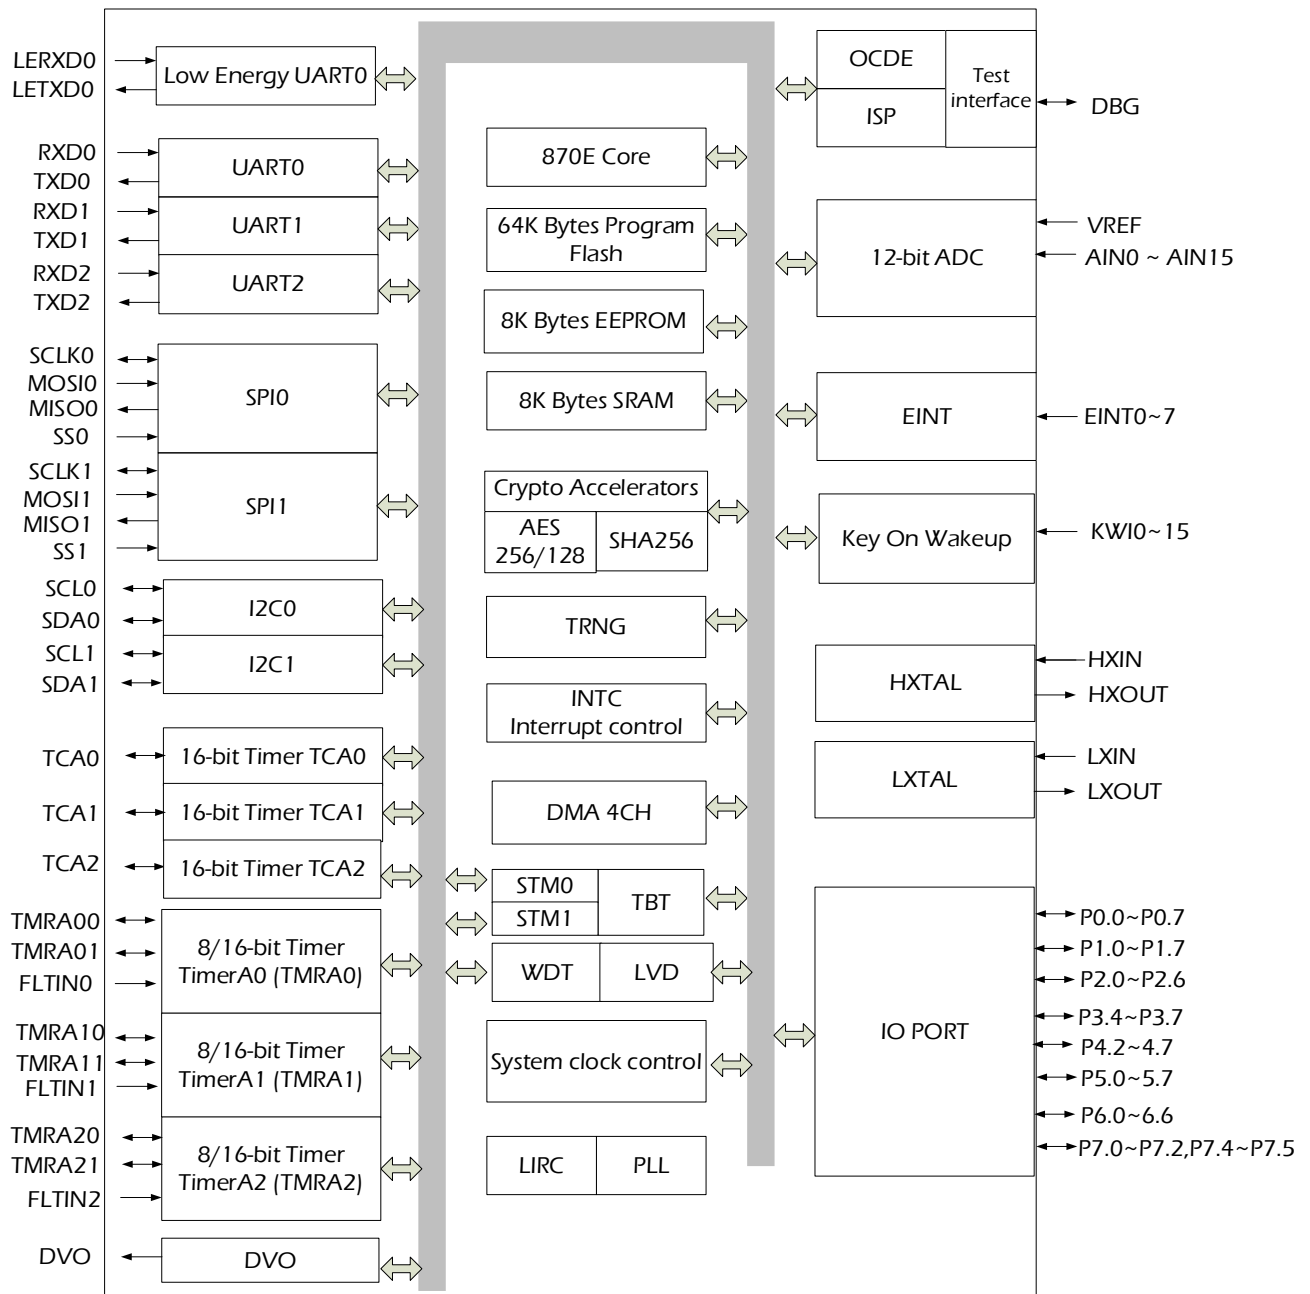 LERXD0
LETXD0
Low Energy UART0
RXD0
TXD0
UART0
RXD1
TXD1
UART1
RXD2
TXD2
UART2
SCLK0
MOSI0
MISO0
SS0
SPI0
SCLK1
MOSI1
MISO1
SS1
SPI1
SCL0
SDA0
I2C0
SCL1
SDA1
I2C1
TCA0
16-bit Timer TCA0
TCA1
16-bit Timer TCA1
TCA2
16-bit Timer TCA2
TMRA00
TMRA01
FLTIN0
8/16-bit Timer
TimerA0 (TMRA0)
TMRA10
TMRA11
FLTIN1
8/16-bit Timer
TimerA1 (TMRA1)
TMRA20
TMRA21
FLTIN2
8/16-bit Timer
TimerA2 (TMRA2)
DVO
DVO
870E Core
64K Bytes Program
Flash
8K Bytes EEPROM
8K Bytes SRAM
Crypto Accelerators
AES
256/128
SHA256
TRNG
INTC
Interrupt control
DMA 4CH
STM0
STM1
TBT
WDT
LVD
System clock control
LIRC
PLL
OCDE
ISP
Test
interface
DBG
12-bit ADC
VREF
AIN0 ~ AIN15
EINT
EINT0~7
Key On Wakeup
KWI0~15
HXTAL
HXIN
HXOUT
LXTAL
LXIN
LXOUT
IO PORT
P0.0~P0.7
P1.0~P1.7
P2.0~P2.6
P3.4~P3.7
P4.2~4.7
P5.0~5.7
P6.0~6.6
P7.0~P7.2,P7.4~P7.5